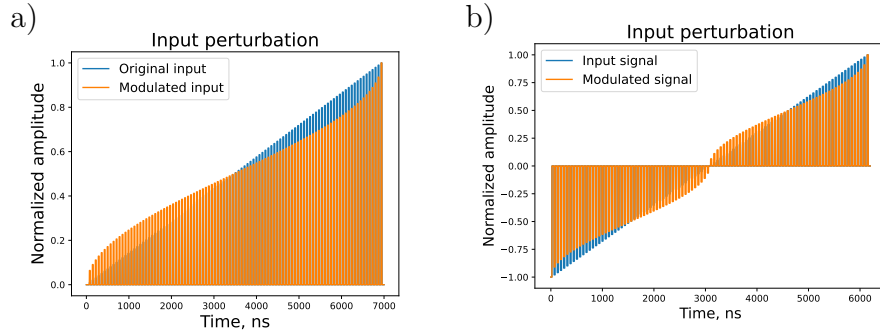 a)
Input perturbation
Original input
Modulated input
Normalized amplitude
1.0
0.8
0.6
0.4
0.2
0.0
0 1000 2000 3000 4000 5000 6000 7000
Time, ns
b)
Input perturbation
Input signal
Modulated signal
Normalized amplitude
1.00
0.75
0.50
0.25
0.00
−0.25
−0.50
−0.75
−1.00
0 1000 2000 3000 4000 5000 6000
Time, ns